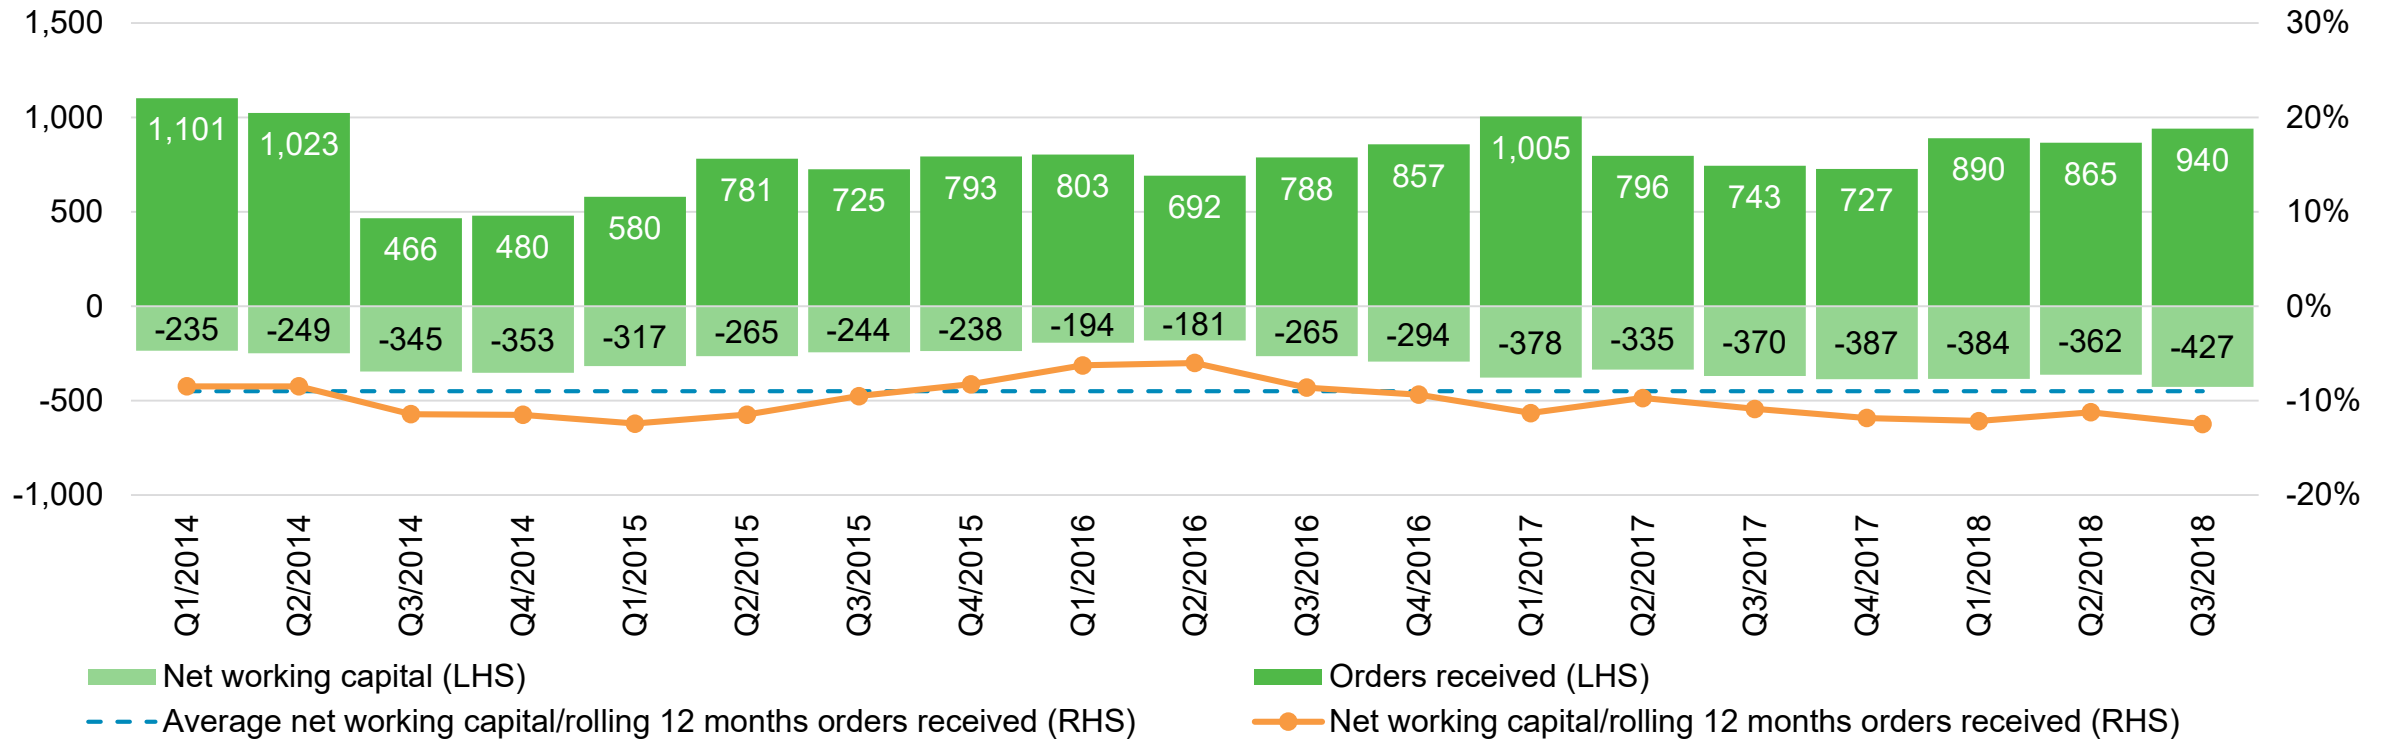 1,500
1,000
500
0
-500
-1,000
30%
20%
10%
0%
-10%
-20%
1,101
1,023
466
480
580
781
725
793
803
692
788
857
1,005
796
743
727
890
865
940
-235
-249
-345
-353
-317
-265
-244
-238
-194
-181
-265
-294
-378
-335
-370
-387
-384
-362
-427
Q1/2014
Q2/2014
Q3/2014
Q4/2014
Q1/2015
Q2/2015
Q3/2015
Q4/2015
Q1/2016
Q2/2016
Q3/2016
Q4/2016
Q1/2017
Q2/2017
Q3/2017
Q4/2017
Q1/2018
Q2/2018
Q3/2018
Net working capital (LHS)
Orders received (LHS)
Average net working capital/rolling 12 months orders received (RHS)
Net working capital/rolling 12 months orders received (RHS)